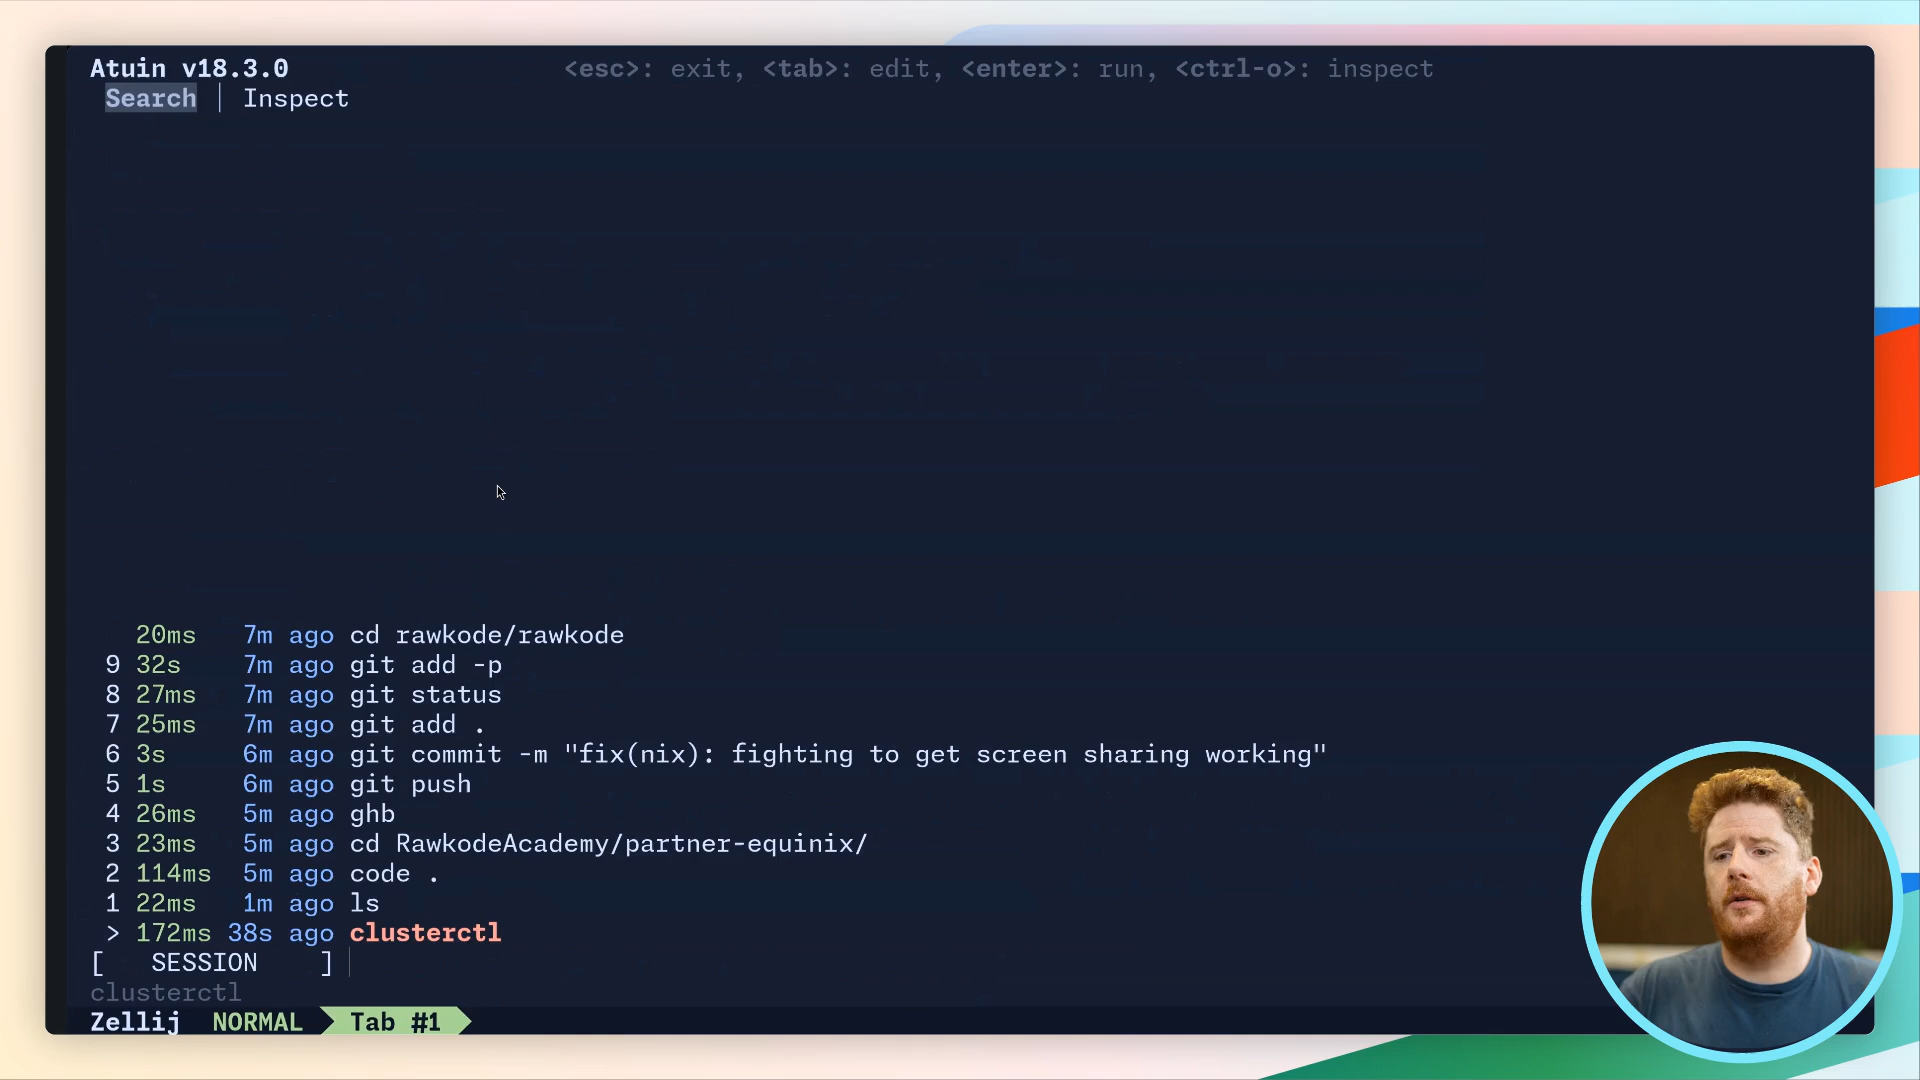 Atuin v18.3.0 <esc>: exit, <tab>: edit, <enter>: run, <ctrl-o>: inspect
Search | Inspect
20ms 7m ago cd rawkode/rawkode
9 32s 7m ago git add -p
8 27ms 7m ago git status
7 25ms 7m ago git add .
6 3s 6m ago git commit -m "fix(nix): fighting to get screen sharing working"
5 1s 6m ago git push
4 26ms 5m ago ghb
3 23ms 5m ago cd RawkodeAcademy/partner-equinix/
2 114ms 5m ago code .
1 22ms 1m ago ls
> 172ms 38s ago clusterctl
[ SESSION ]
clusterctl
Zellij NORMAL Tab #1